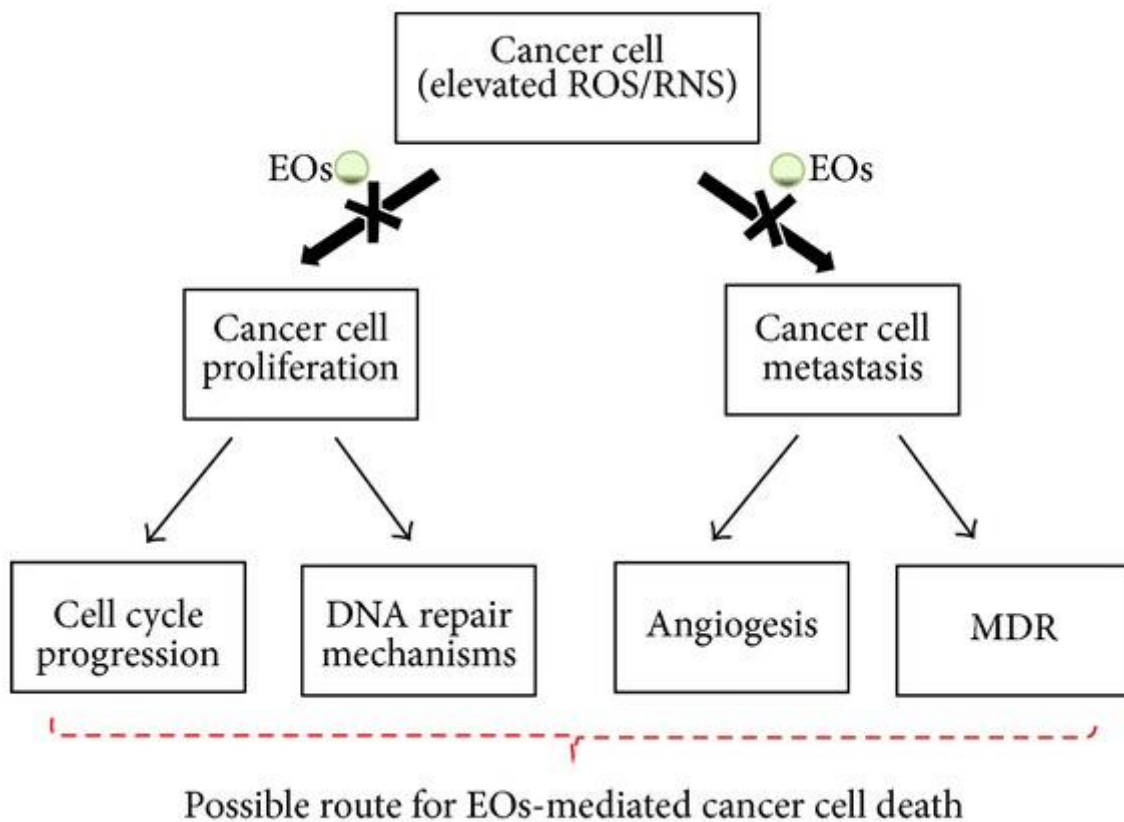 Cancer cell
(elevated ROS/RNS)
EOs
EOs
Cancer cell
proliferation
Cancer cell
metastasis
Cell cycle
progression
DNA repair
mechanisms
Angiogesis
MDR
Possible route for EOs-mediated cancer cell death